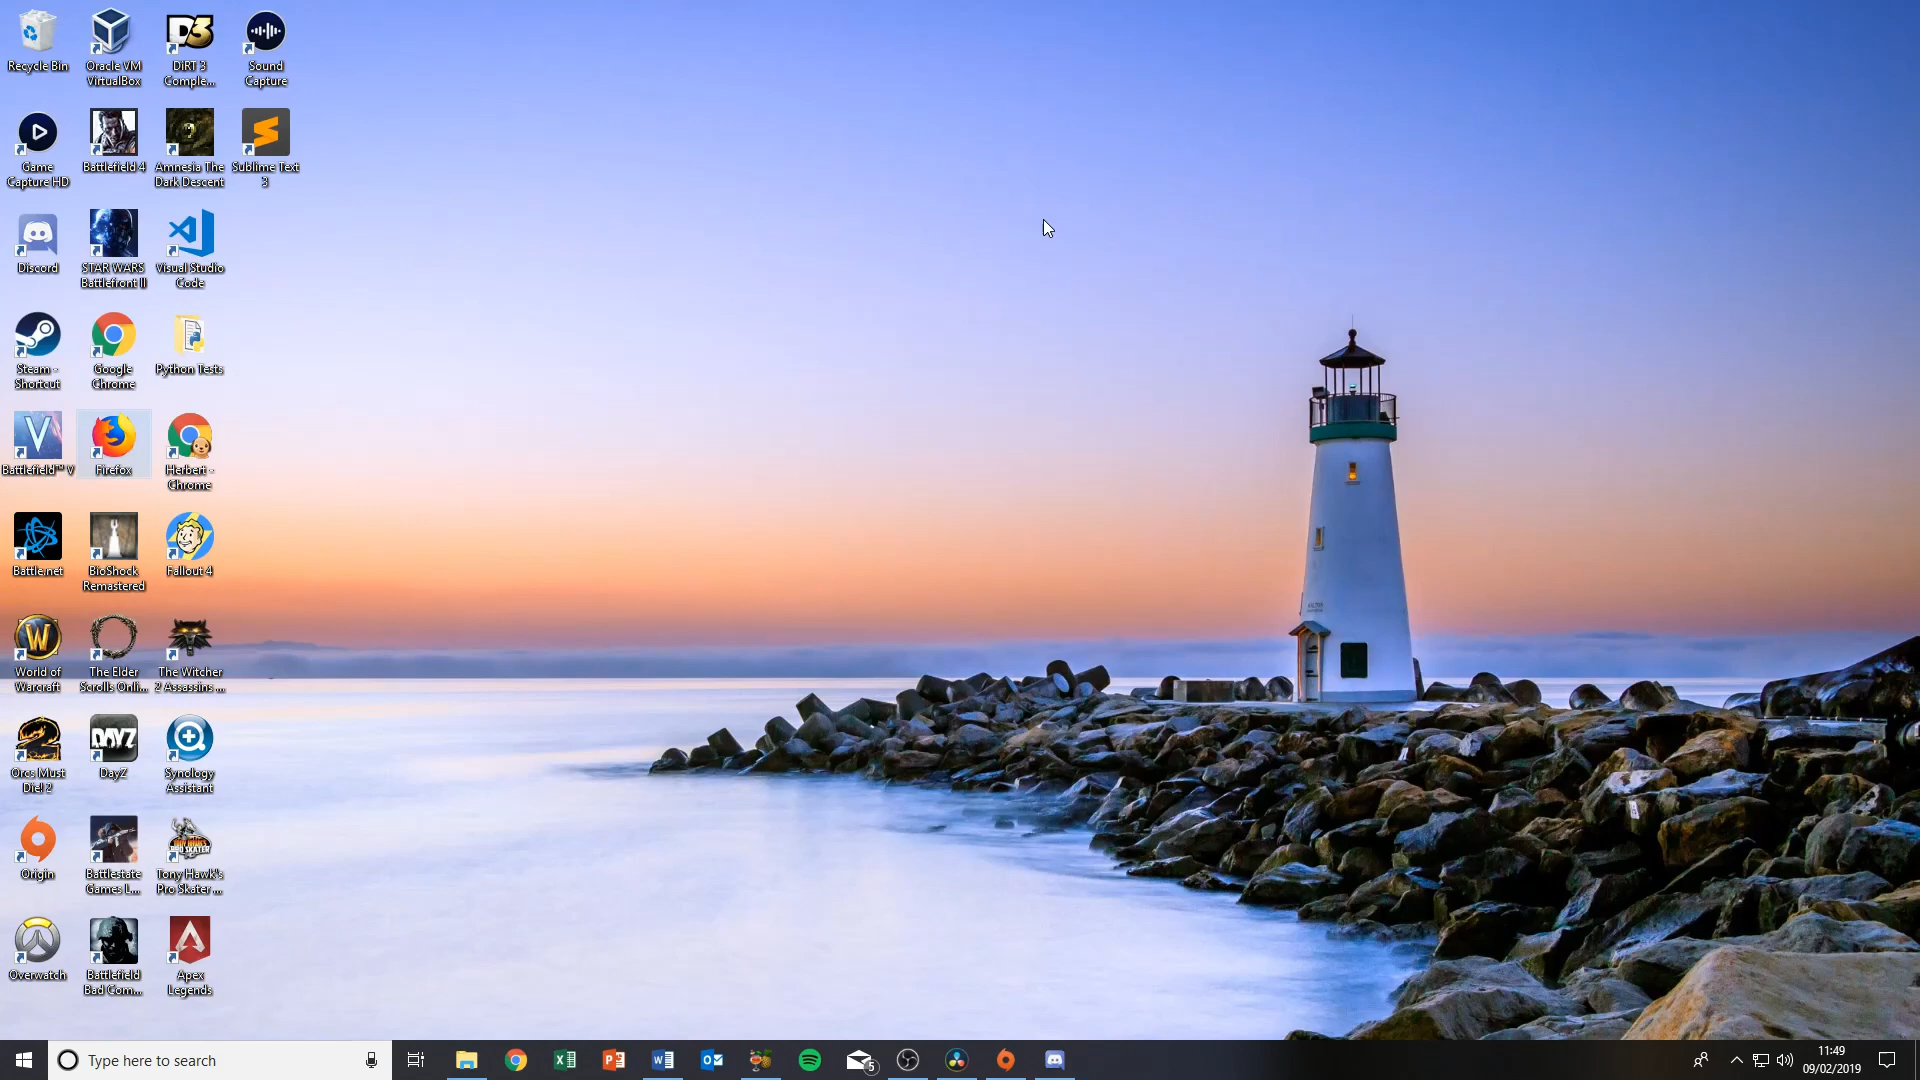 Recycle Bin
Oracle VM
VirtualBox
DiRT 3
Comple...
Sound
Capture
Game
Capture HD
Battlefield 4
Amnesia The
Dark Descent
Sublime Text
3
Discord
STAR WARS
Battlefront II
Visual Studio
Code
Steam -
Shortcut
Google
Chrome
Python Tests
Battlefield™ V
Firefox
Herbert -
Chrome
Battle.net
BioShock
Remastered
Fallout 4
World of
Warcraft
The Elder
Scrolls Onli...
The Witcher
2 Assassins ...
Orcs Must
Die! 2
DayZ
Synology
Assistant
Origin
Battlestate
Games L...
Tony Hawk's
Pro Skater ...
Overwatch
Battlefield
Bad Com...
Apex
Legends
Type here to search
5
11:49
09/02/2019